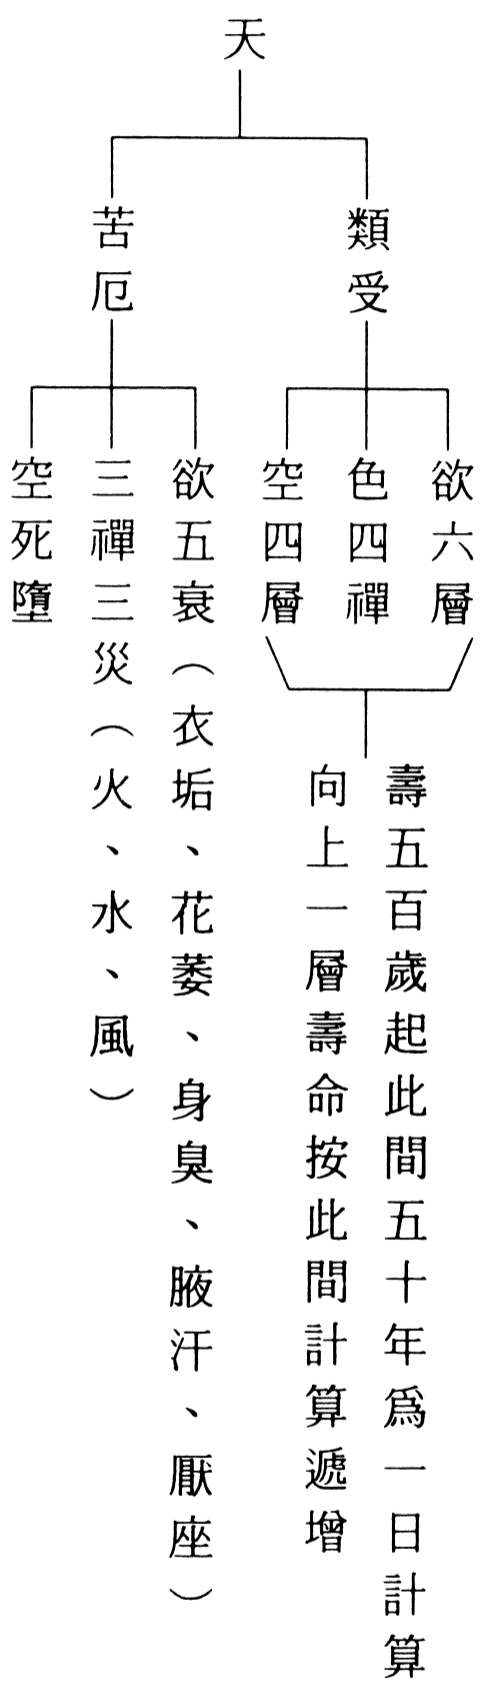 天
類受
欲六層
色四禪
空四層
壽五百歲起此間五十年爲一日計算
向上一層壽命按此間計算遞增
苦厄
欲五衰（衣垢、花萎、身臭、腋汗、厭座）
三禪三災（火、水、風）
空死墮